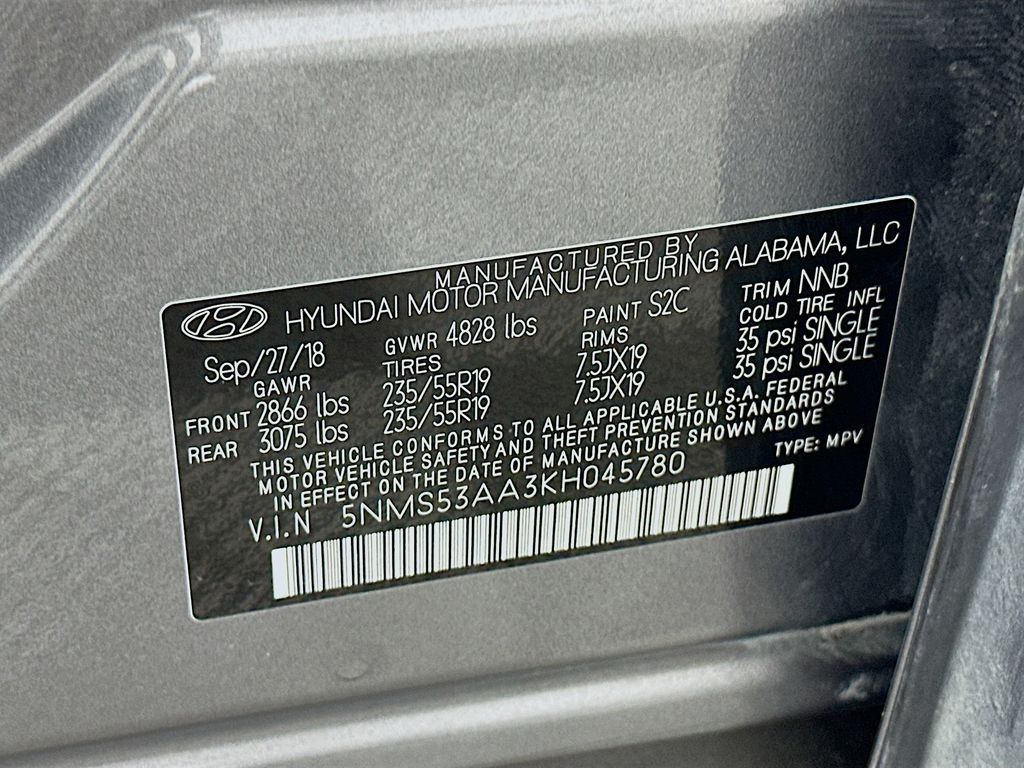 MANUFACTURED BY
HYUNDAI MOTOR MANUFACTURING ALABAMA, LLC
Sep/27/18 GVWR 4828 lbs PAINT S2C TRIM NNB
GAWR TIRES RIMS COLD TIRE INFL
FRONT 2866 lbs 235/55R19 7.5JX19 35 psi SINGLE
REAR 3075 lbs 235/55R19 7.5JX19 35 psi SINGLE
THIS VEHICLE CONFORMS TO ALL APPLICABLE U.S.A. FEDERAL
MOTOR VEHICLE SAFETY AND THEFT PREVENTION STANDARDS
IN EFFECT ON THE DATE OF MANUFACTURE SHOWN ABOVE
V.I.N 5NMS53AA3KH045780 TYPE: MPV